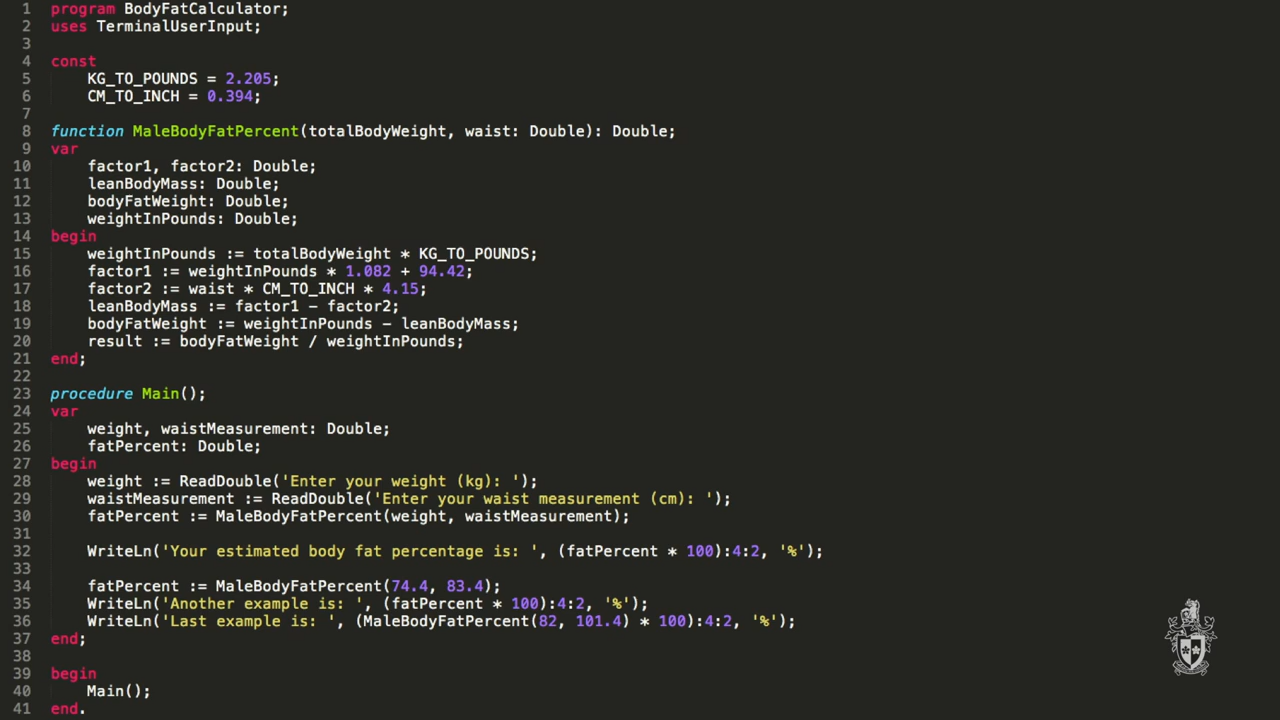 1 program BodyFatCalculator;
2 uses TerminalUserInput;
3
4 const
5 KG_TO_POUNDS = 2.205;
6 CM_TO_INCH = 0.394;
7
8 function MaleBodyFatPercent(totalBodyWeight, waist: Double): Double;
9 var
10 factor1, factor2: Double;
11 leanBodyMass: Double;
12 bodyFatWeight: Double;
13 weightInPounds: Double;
14 begin
15 weightInPounds := totalBodyWeight * KG_TO_POUNDS;
16 factor1 := weightInPounds * 1.082 + 94.42;
17 factor2 := waist * CM_TO_INCH * 4.15;
18 leanBodyMass := factor1 - factor2;
19 bodyFatWeight := weightInPounds - leanBodyMass;
20 result := bodyFatWeight / weightInPounds;
21 end;
22
23 procedure Main();
24 var
25 weight, waistMeasurement: Double;
26 fatPercent: Double;
27 begin
28 weight := ReadDouble('Enter your weight (kg): ');
29 waistMeasurement := ReadDouble('Enter your waist measurement (cm): ');
30 fatPercent := MaleBodyFatPercent(weight, waistMeasurement);
31
32 WriteLn('Your estimated body fat percentage is: ', (fatPercent * 100):4:2, '%');
33
34 fatPercent := MaleBodyFatPercent(74.4, 83.4);
35 WriteLn('Another example is: ', (fatPercent * 100):4:2, '%');
36 WriteLn('Last example is: ', (MaleBodyFatPercent(82, 101.4) * 100):4:2, '%');
37 end;
38
39 begin
40 Main();
41 end.